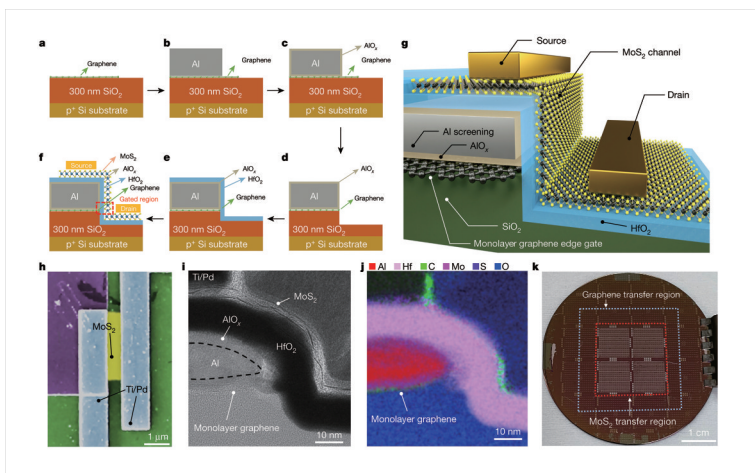 a
Graphene
300 nm SiO₂
p⁺ Si substrate
b
Al
Graphene
300 nm SiO₂
p⁺ Si substrate
c
AlOₓ
Al
Graphene
300 nm SiO₂
p⁺ Si substrate
d
AlOₓ
Al
Graphene
300 nm SiO₂
p⁺ Si substrate
e
AlOₓ
HfO₂
Al
Graphene
300 nm SiO₂
p⁺ Si substrate
f
Source
MoS₂
AlOₓ
HfO₂
Graphene
Gated region
Al
Drain
300 nm SiO₂
p⁺ Si substrate
g
Source
MoS₂ channel
Drain
Al screening
AlOₓ
SiO₂
Monolayer graphene edge gate
HfO₂
h
MoS₂
Ti/Pd
1 μm
i
Ti/Pd
MoS₂
AlOₓ
HfO₂
Al
Monolayer graphene
10 nm
j
Al Hf C Mo S O
Monolayer graphene
10 nm
k
Graphene transfer region
MoS₂ transfer region
1 cm